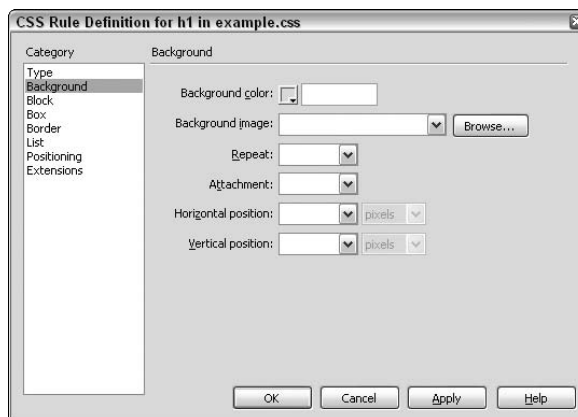 CSS Rule Definition for h1 in example.css
Category
Background
Type
Background
Block
Box
Border
List
Positioning
Extensions
Background color:
Background image:
Browse...
Repeat:
Attachment:
Horizontal position:
pixels
Vertical position:
pixels
OK
Cancel
Apply
Help